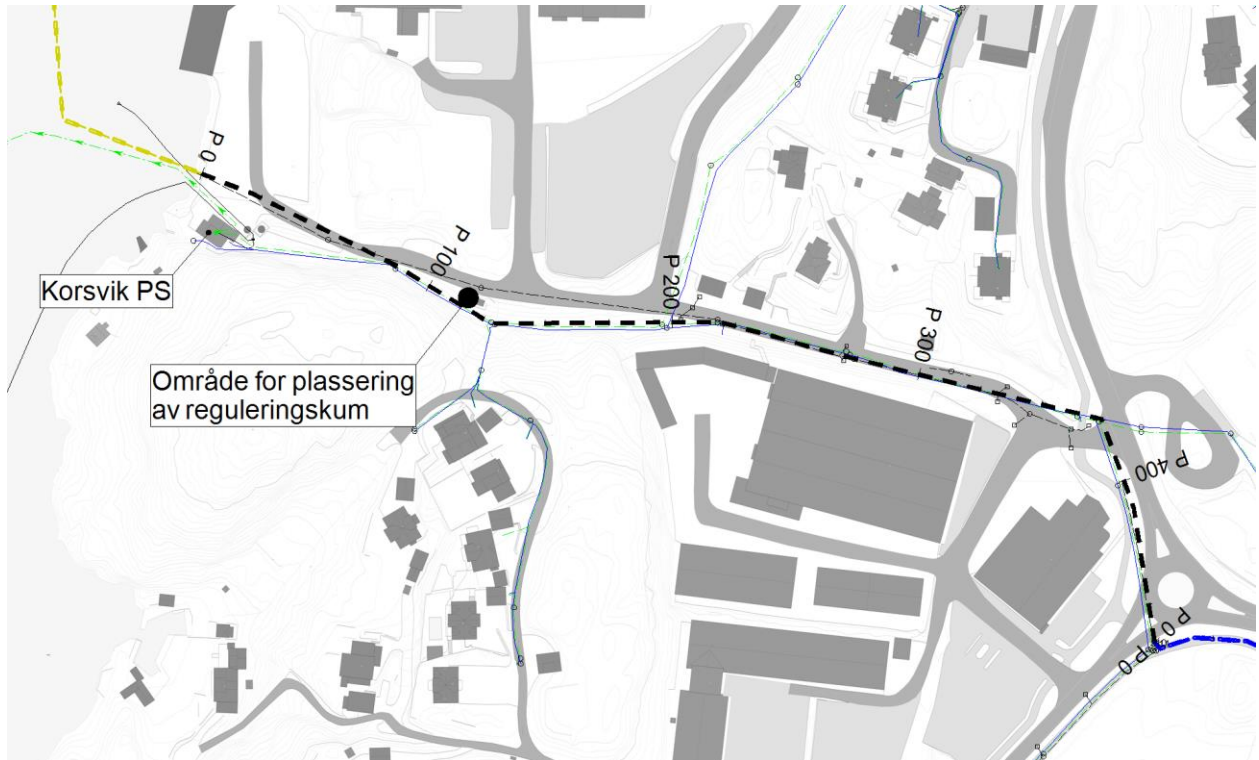 P 0
P 100
Korsvik PS
P 200
P 300
Område for plassering
av reguleringskum
P 400
P 0
P 0